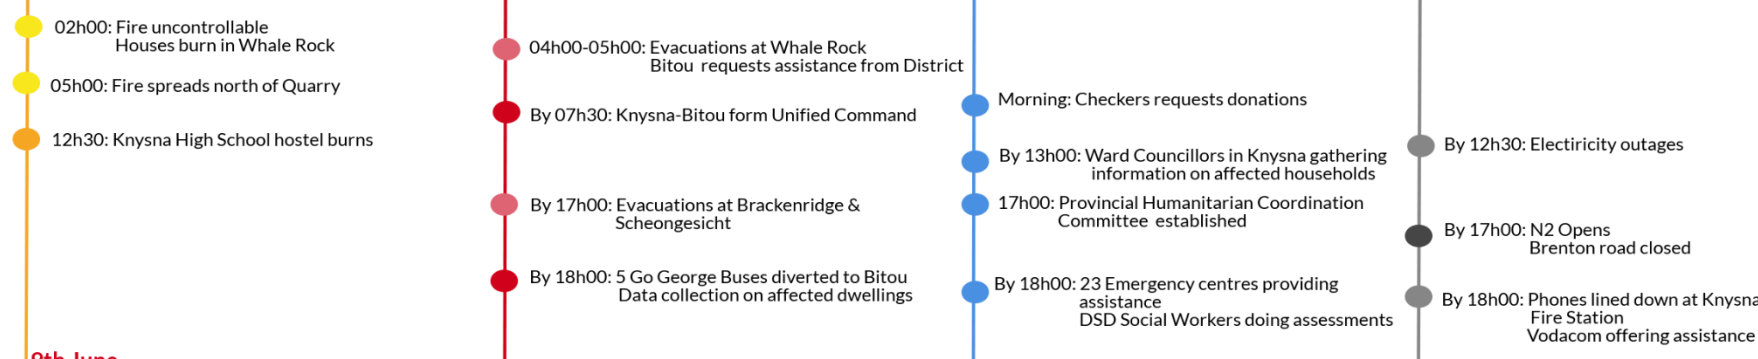 02h00: Fire uncontrollable
Houses burn in Whale Rock
05h00: Fire spreads north of Quarry
12h30: Knysna High School hostel burns
04h00-05h00: Evacuations at Whale Rock
Bitou requests assistance from District
By 07h30: Knysna-Bitou form Unified Command
By 17h00: Evacuations at Brackenridge &
Scheongesicht
By 18h00: 5 Go George Buses diverted to Bitou
Data collection on affected dwellings
Morning: Checkers requests donations
By 13h00: Ward Councillors in Knysna gathering
information on affected households
17h00: Provincial Humanitarian Coordination
Committee established
By 18h00: 23 Emergency centres providing
assistance
DSD Social Workers doing assessments
By 12h30: Electiricity outages
By 17h00: N2 Opens
Brenton road closed
By 18h00: Phones lined down at Knysna
Fire Station
Vodacom offering assistance
9th June